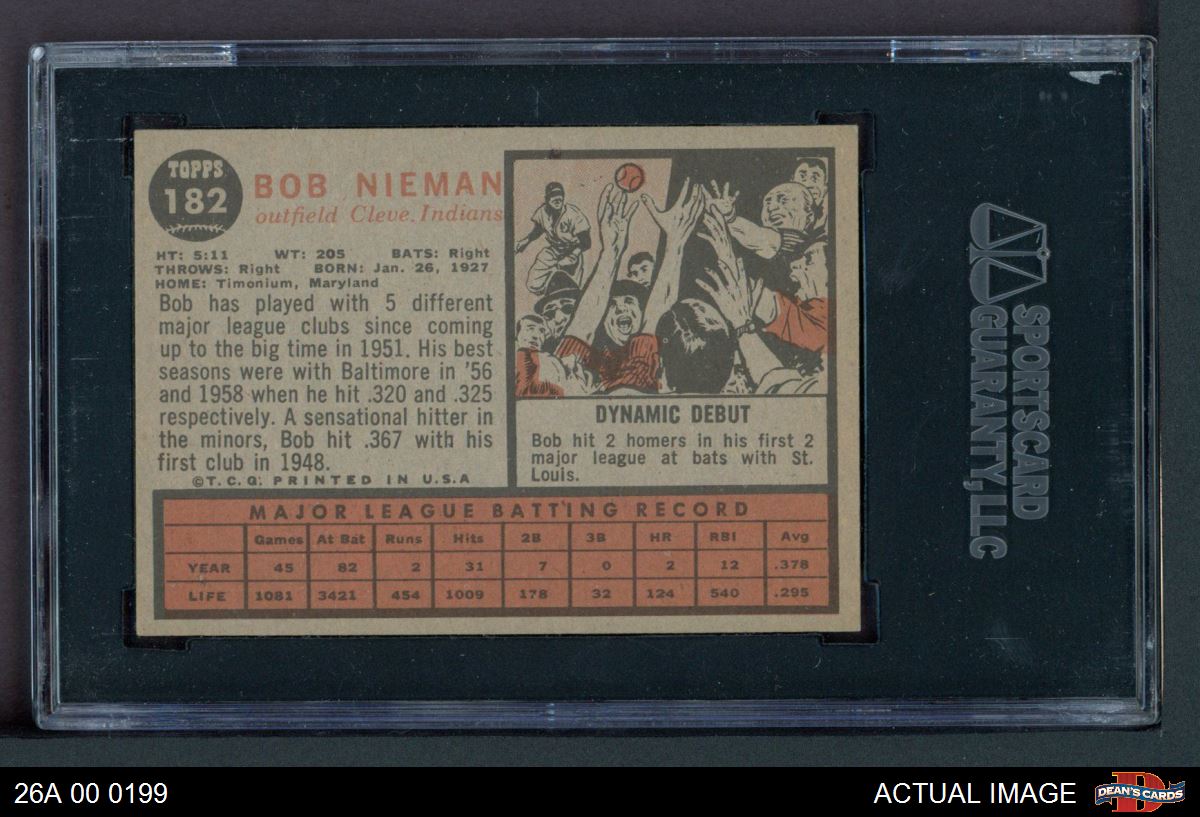 TOPPS
182
BOB NIEMAN
outfield Cleve. Indians
HT: 5:11 WT: 205 BATS: Right
THROWS: Right BORN: Jan. 26, 1927
HOME: Timonium, Maryland
Bob has played with 5 different
major league clubs since coming
up to the big time in 1951. His best
seasons were with Baltimore in '56
and 1958 when he hit .320 and .325
respectively. A sensational hitter in
the minors, Bob hit .367 with his
first club in 1948.
©T.C.G. PRINTED IN U.S.A
DYNAMIC DEBUT
Bob hit 2 homers in his first 2
major league at bats with St.
Louis.
MAJOR LEAGUE BATTING RECORD
Games At Bat Runs Hits 2B 3B HR RBI Avg
YEAR 45 82 2 31 7 0 2 12 .378
LIFE 1081 3421 454 1009 178 32 124 540 .295
SPORTSCARD
GUARANTY, LLC
26A 00 0199
ACTUAL IMAGE
DEAN'S CARDS